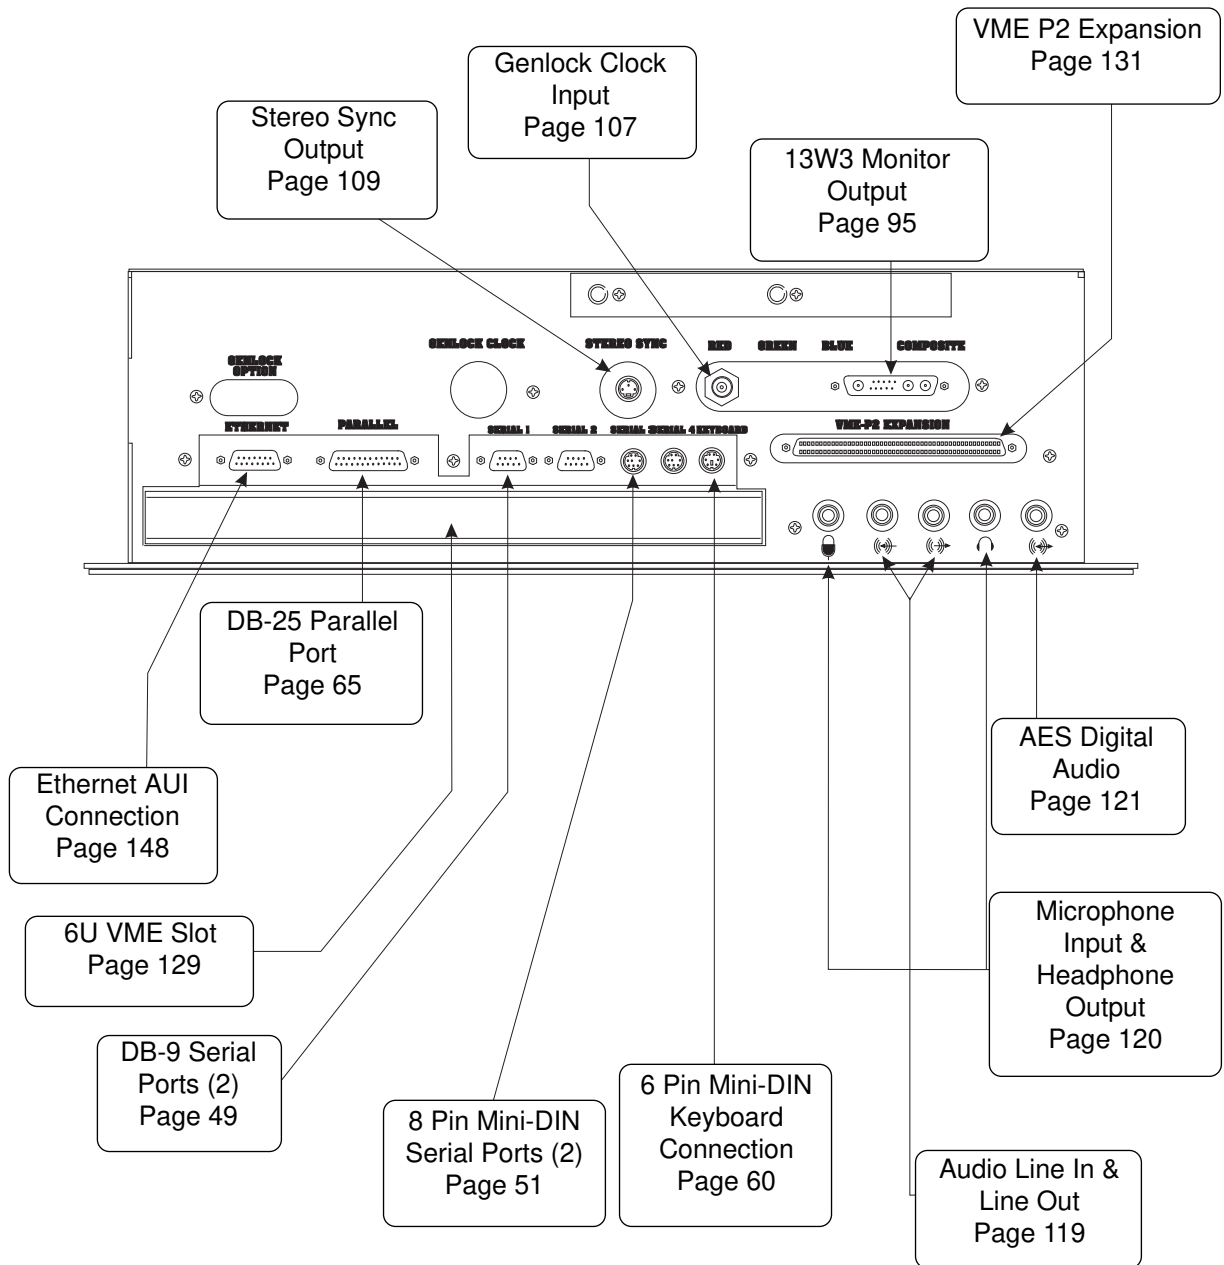 VME P2 Expansion
Page 131
Genlock Clock
Input
Page 107
Stereo Sync
Output
Page 109
13W3 Monitor
Output
Page 95
GENLOCK CLOCK
STEREO SYNC
RED
GREEN
BLUE
COMPOSITE
GENLOCK
OPTION
ETHERNET
PARALLEL
SERIAL 1
SERIAL 2
SERIAL 3
SERIAL 4
KEYBOARD
VME-P2 EXPANSION
DB-25 Parallel
Port
Page 65
Ethernet AUI
Connection
Page 148
AES Digital
Audio
Page 121
6U VME Slot
Page 129
Microphone
Input &
Headphone
Output
Page 120
DB-9 Serial
Ports (2)
Page 49
8 Pin Mini-DIN
Serial Ports (2)
Page 51
6 Pin Mini-DIN
Keyboard
Connection
Page 60
Audio Line In &
Line Out
Page 119